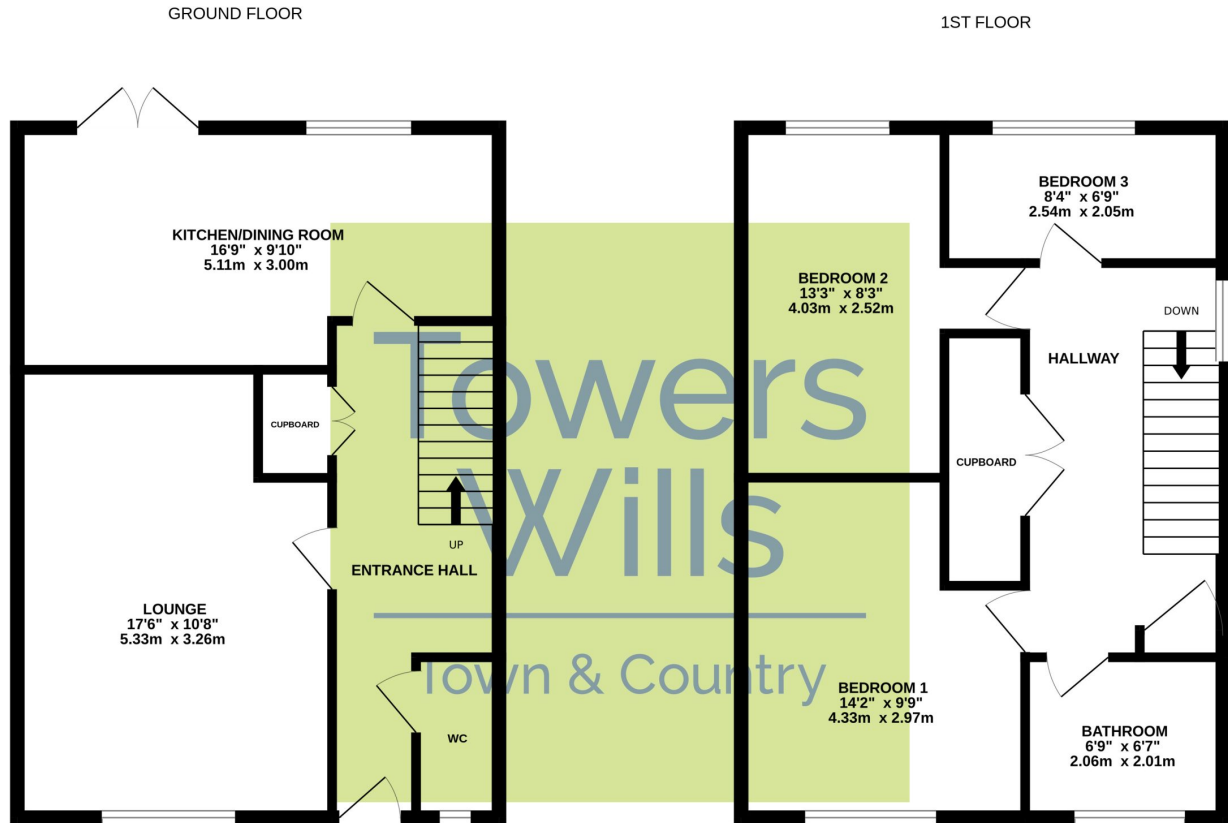 GROUND FLOOR
1ST FLOOR
KITCHEN/DINING ROOM
16'9" x 9'10"
5.11m x 3.00m
CUPBOARD
UP
ENTRANCE HALL
LOUNGE
17'6" x 10'8"
5.33m x 3.26m
WC
BEDROOM 3
8'4" x 6'9"
2.54m x 2.05m
BEDROOM 2
13'3" x 8'3"
4.03m x 2.52m
DOWN
HALLWAY
CUPBOARD
BEDROOM 1
14'2" x 9'9"
4.33m x 2.97m
BATHROOM
6'9" x 6'7"
2.06m x 2.01m
Towers
Wills
Town & Country